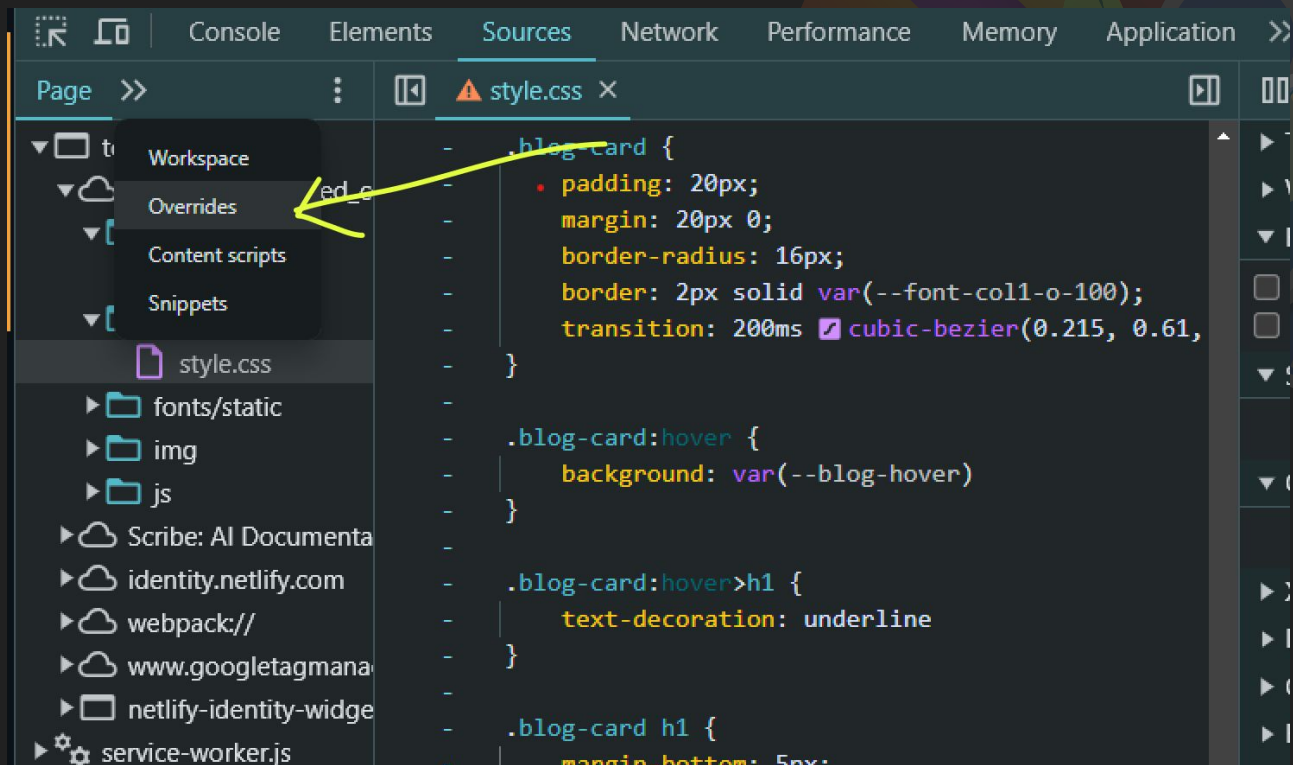 Console Elements Sources Network Performance Memory Application
Page
style.css
Workspace
Overrides
Content scripts
Snippets
style.css
fonts/static
img
js
Scribe: AI Documenta
identity.netlify.com
webpack://
www.googletagmana
netlify-identity-widge
service-worker.js
- .blog-card {
- padding: 20px;
- margin: 20px 0;
- border-radius: 16px;
- border: 2px solid var(--font-col1-o-100);
- transition: 200ms cubic-bezier(0.215, 0.61,
- }
-
- .blog-card:hover {
- background: var(--blog-hover)
- }
-
- .blog-card:hover>h1 {
- text-decoration: underline
- }
-
- .blog-card h1 {
margin-bottom: 5px;